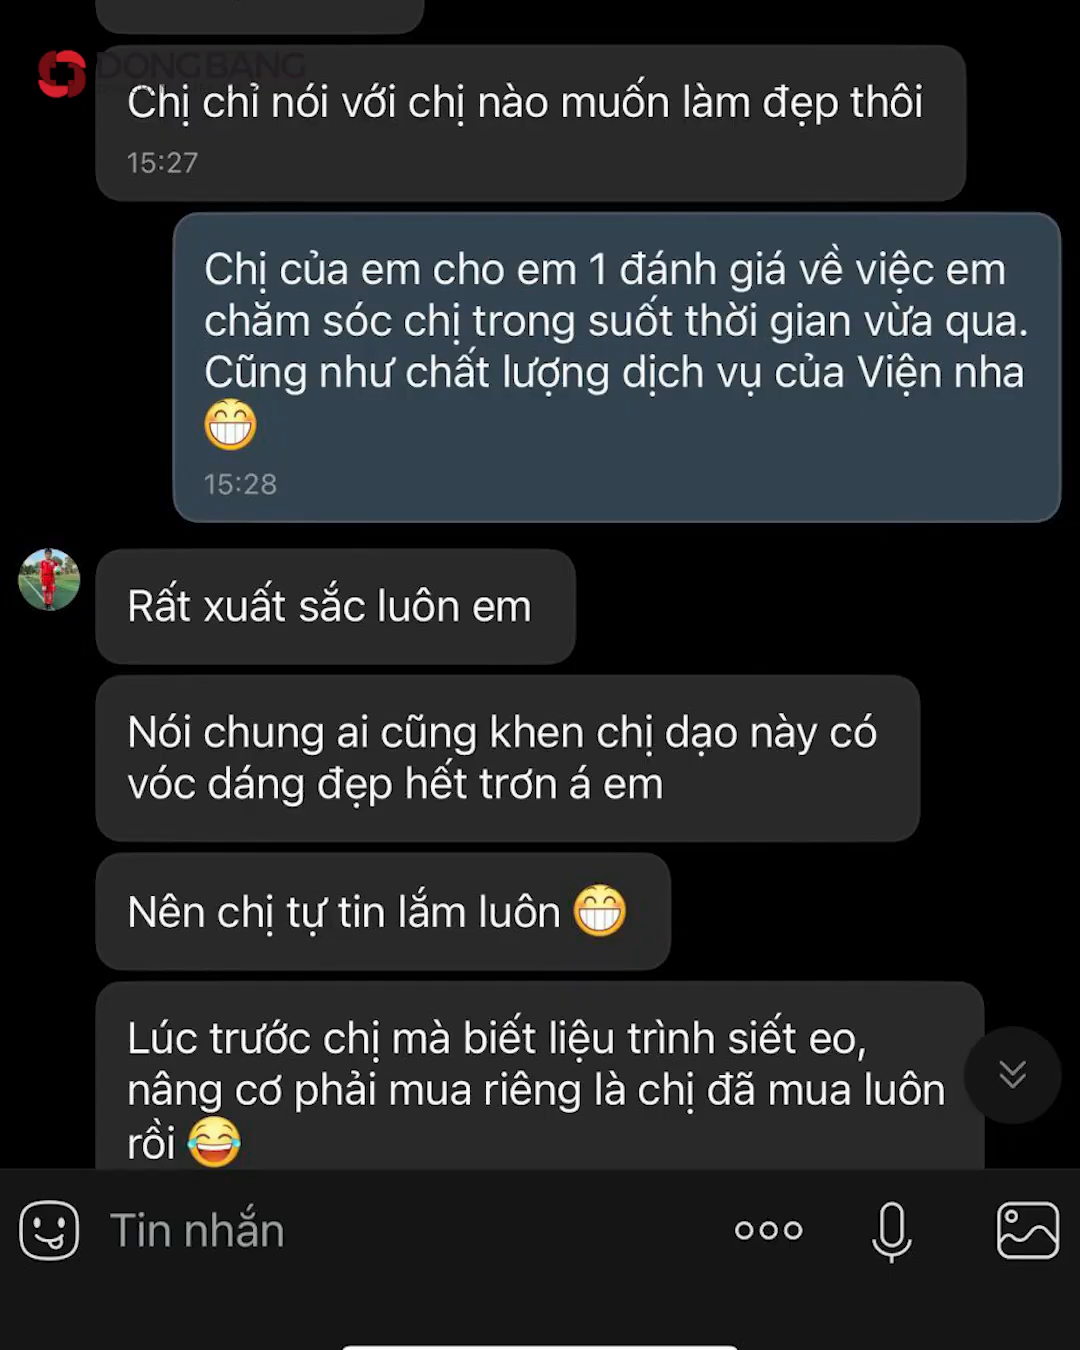 DONGBANG
Chị chỉ nói với chị nào muốn làm đẹp thôi
15:27
Chị của em cho em 1 đánh giá về việc em
chăm sóc chị trong suốt thời gian vừa qua.
Cũng như chất lượng dịch vụ của Viện nha
😁
15:28
Rất xuất sắc luôn em
Nói chung ai cũng khen chị dạo này có
vóc dáng đẹp hết trơn á em
Nên chị tự tin lắm luôn 😁
Lúc trước chị mà biết liệu trình siết eo,
nâng cơ phải mua riêng là chị đã mua luôn
rồi 😂
Tin nhắn